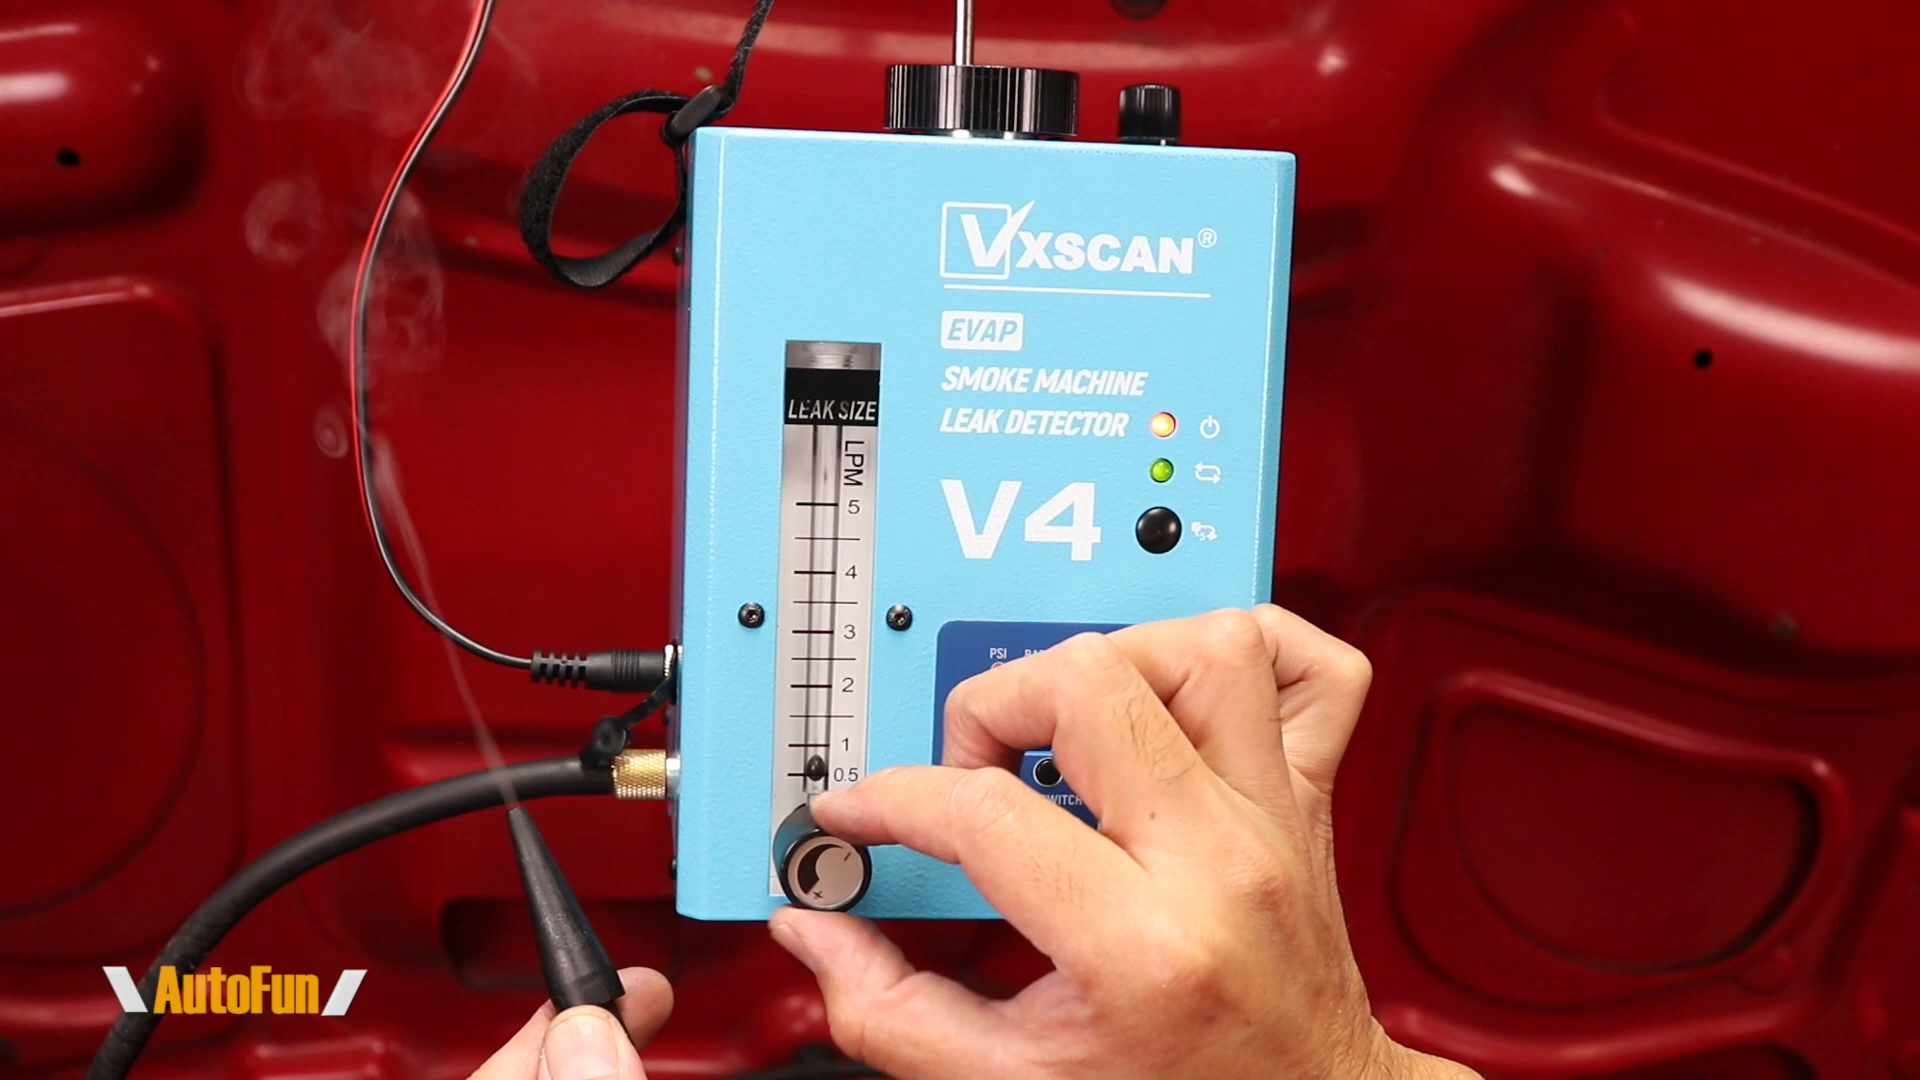 VXSCAN®
EVAP
SMOKE MACHINE
LEAK DETECTOR
V4
LEAK SIZE
LPM
5
4
3
2
1
0.5
PSI
- +
AutoFun